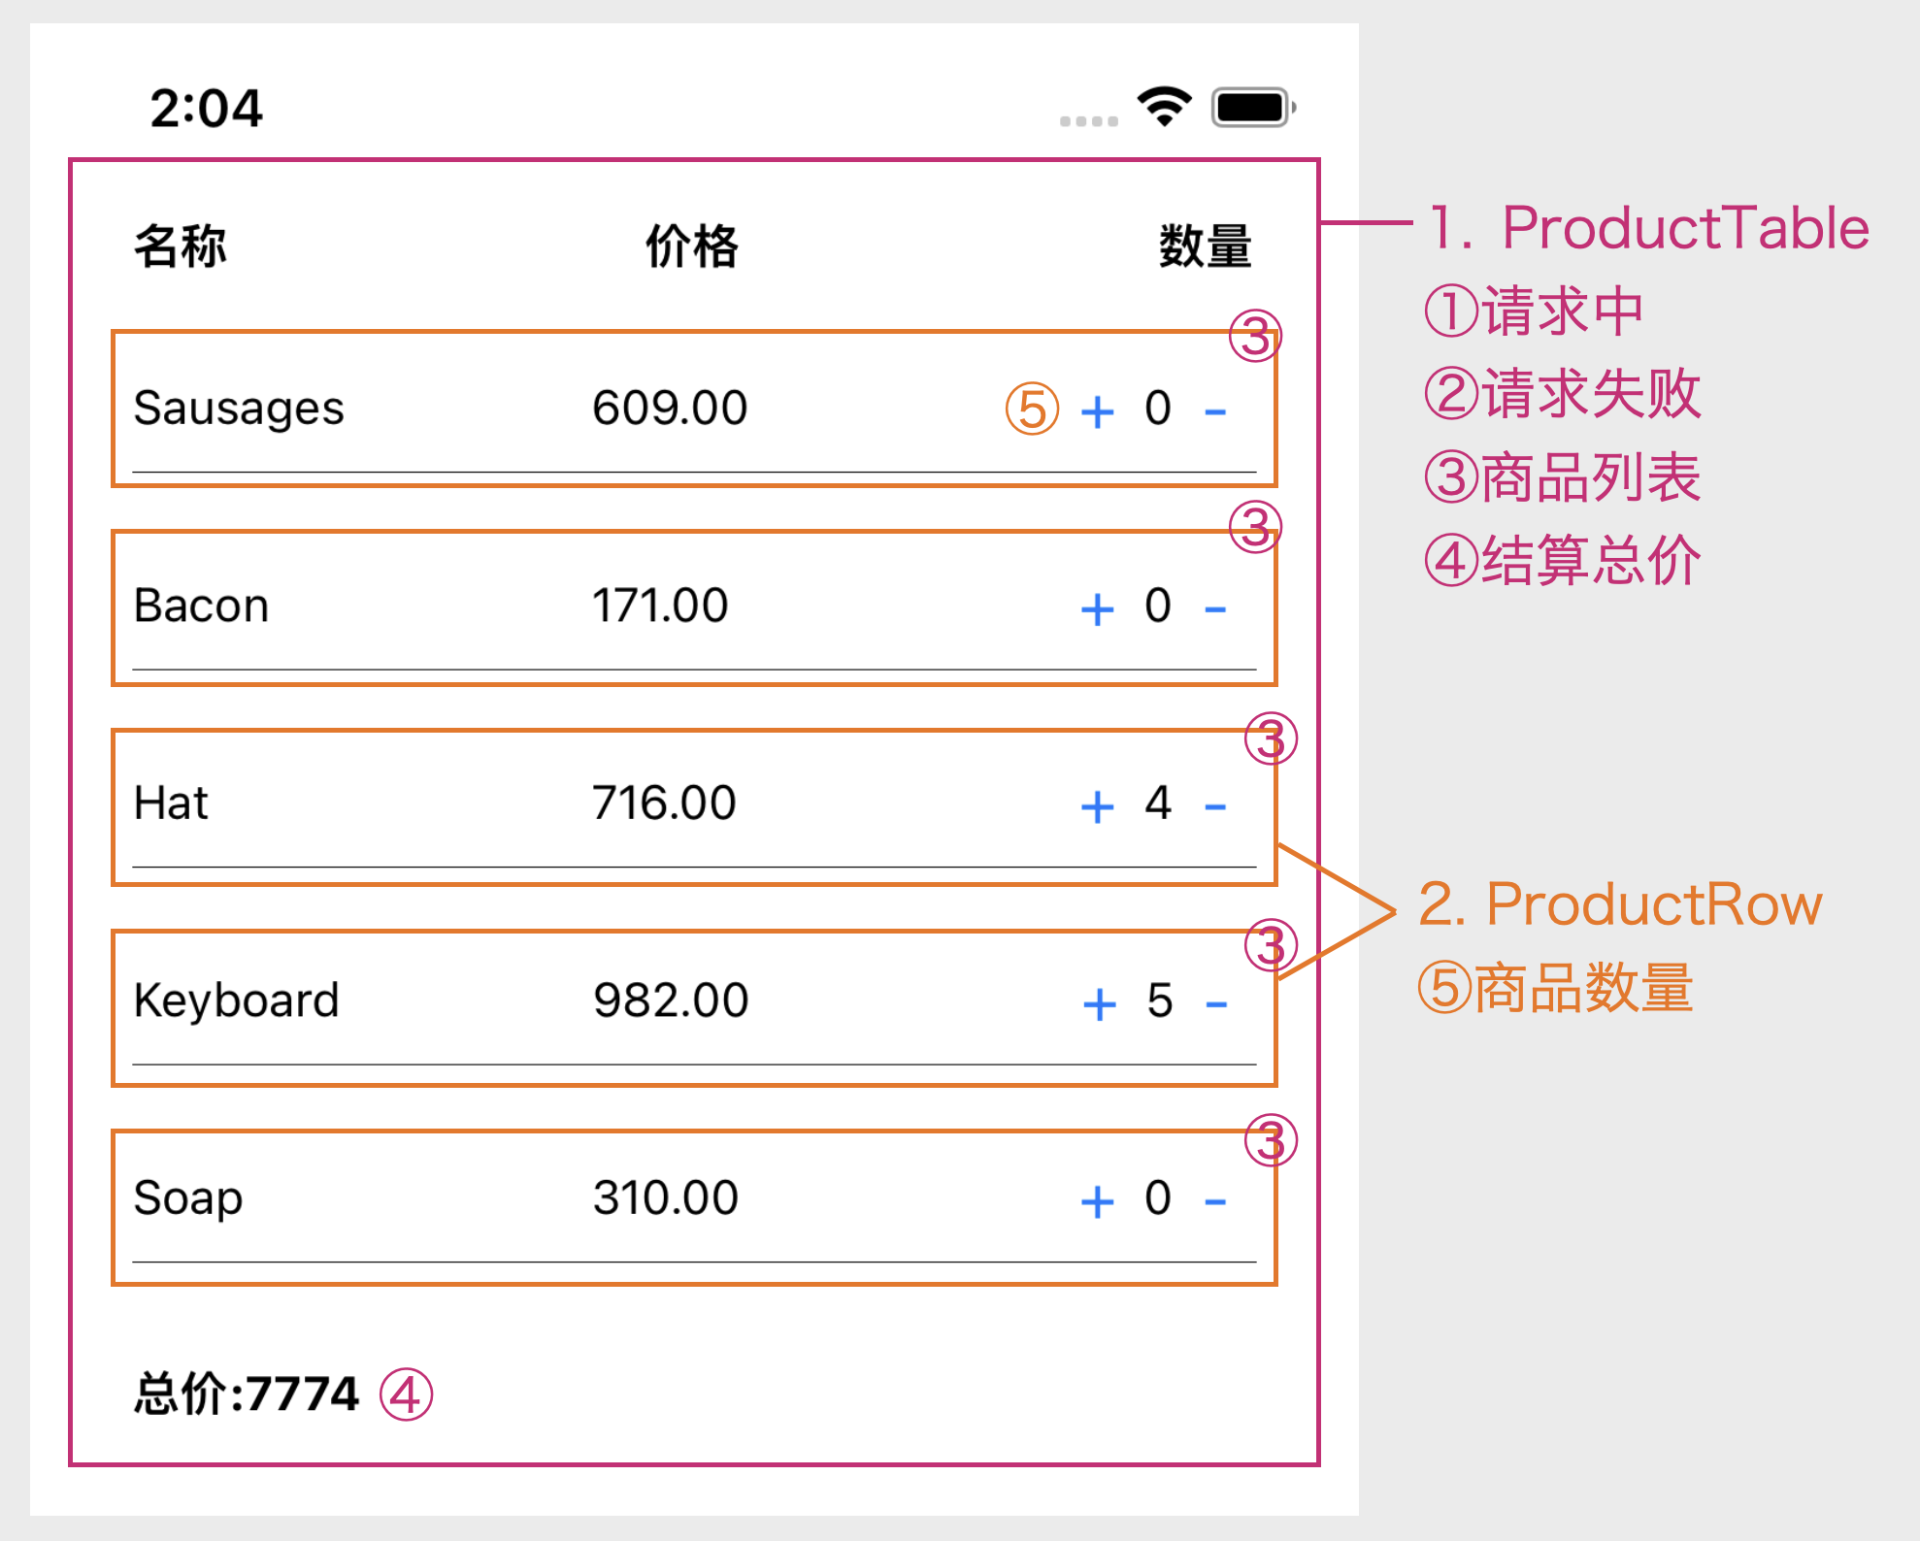 2:04
名称 价格 数量
③
Sausages 609.00 ⑤ + 0 -
③
Bacon 171.00 + 0 -
③
Hat 716.00 + 4 -
③
Keyboard 982.00 + 5 -
③
Soap 310.00 + 0 -
总价:7774 ④
1. ProductTable
①请求中
②请求失败
③商品列表
④结算总价
2. ProductRow
⑤商品数量